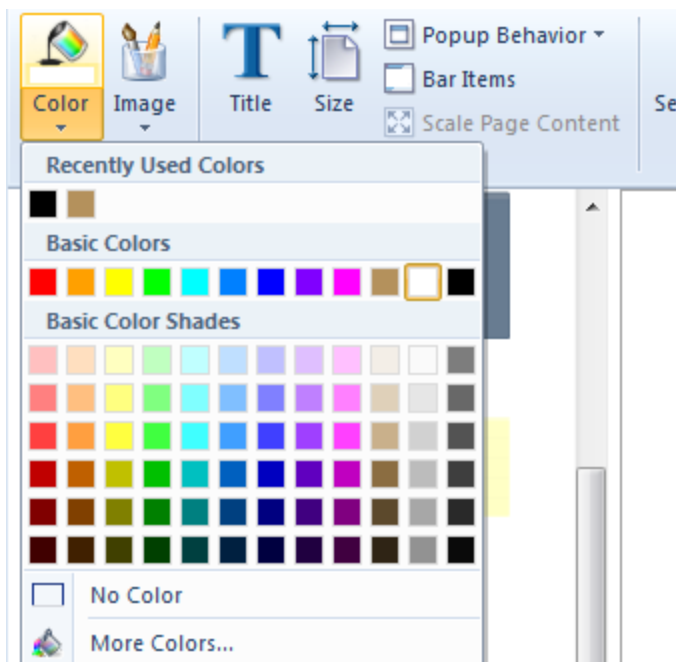 Color
Image
Title
Size
Popup Behavior
Bar Items
Scale Page Content
Se
Recently Used Colors
Basic Colors
Basic Color Shades
No Color
More Colors...